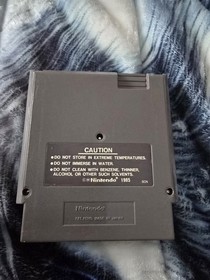 CAUTION
●DO NOT STORE IN EXTREME TEMPERATURES.
●DO NOT IMMERSE IN WATER.
●DO NOT CLEAN WITH BENZENE, THINNER,
ALCOHOL OR OTHER SUCH SOLVENTS.
Nintendo 1985
Nintendo